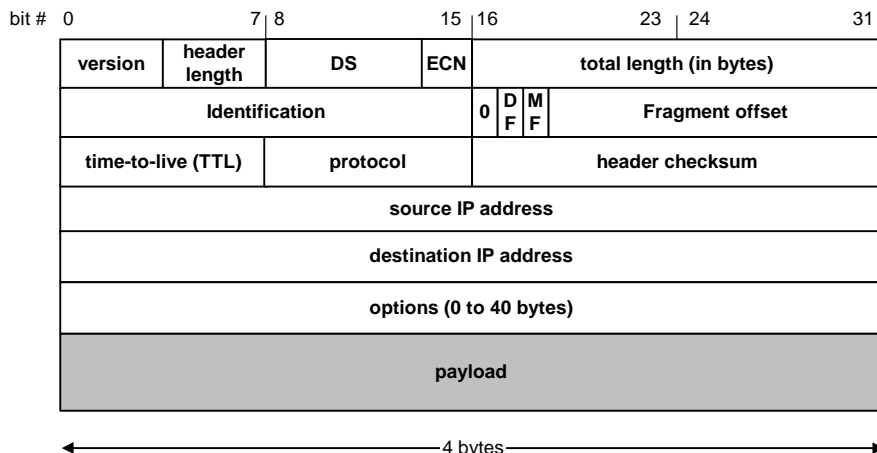 bit # 0 7 8 15 16 23 24 31
version header length DS ECN total length (in bytes)
Identification 0 DF MF Fragment offset
time-to-live (TTL) protocol header checksum
source IP address
destination IP address
options (0 to 40 bytes)
payload
4 bytes